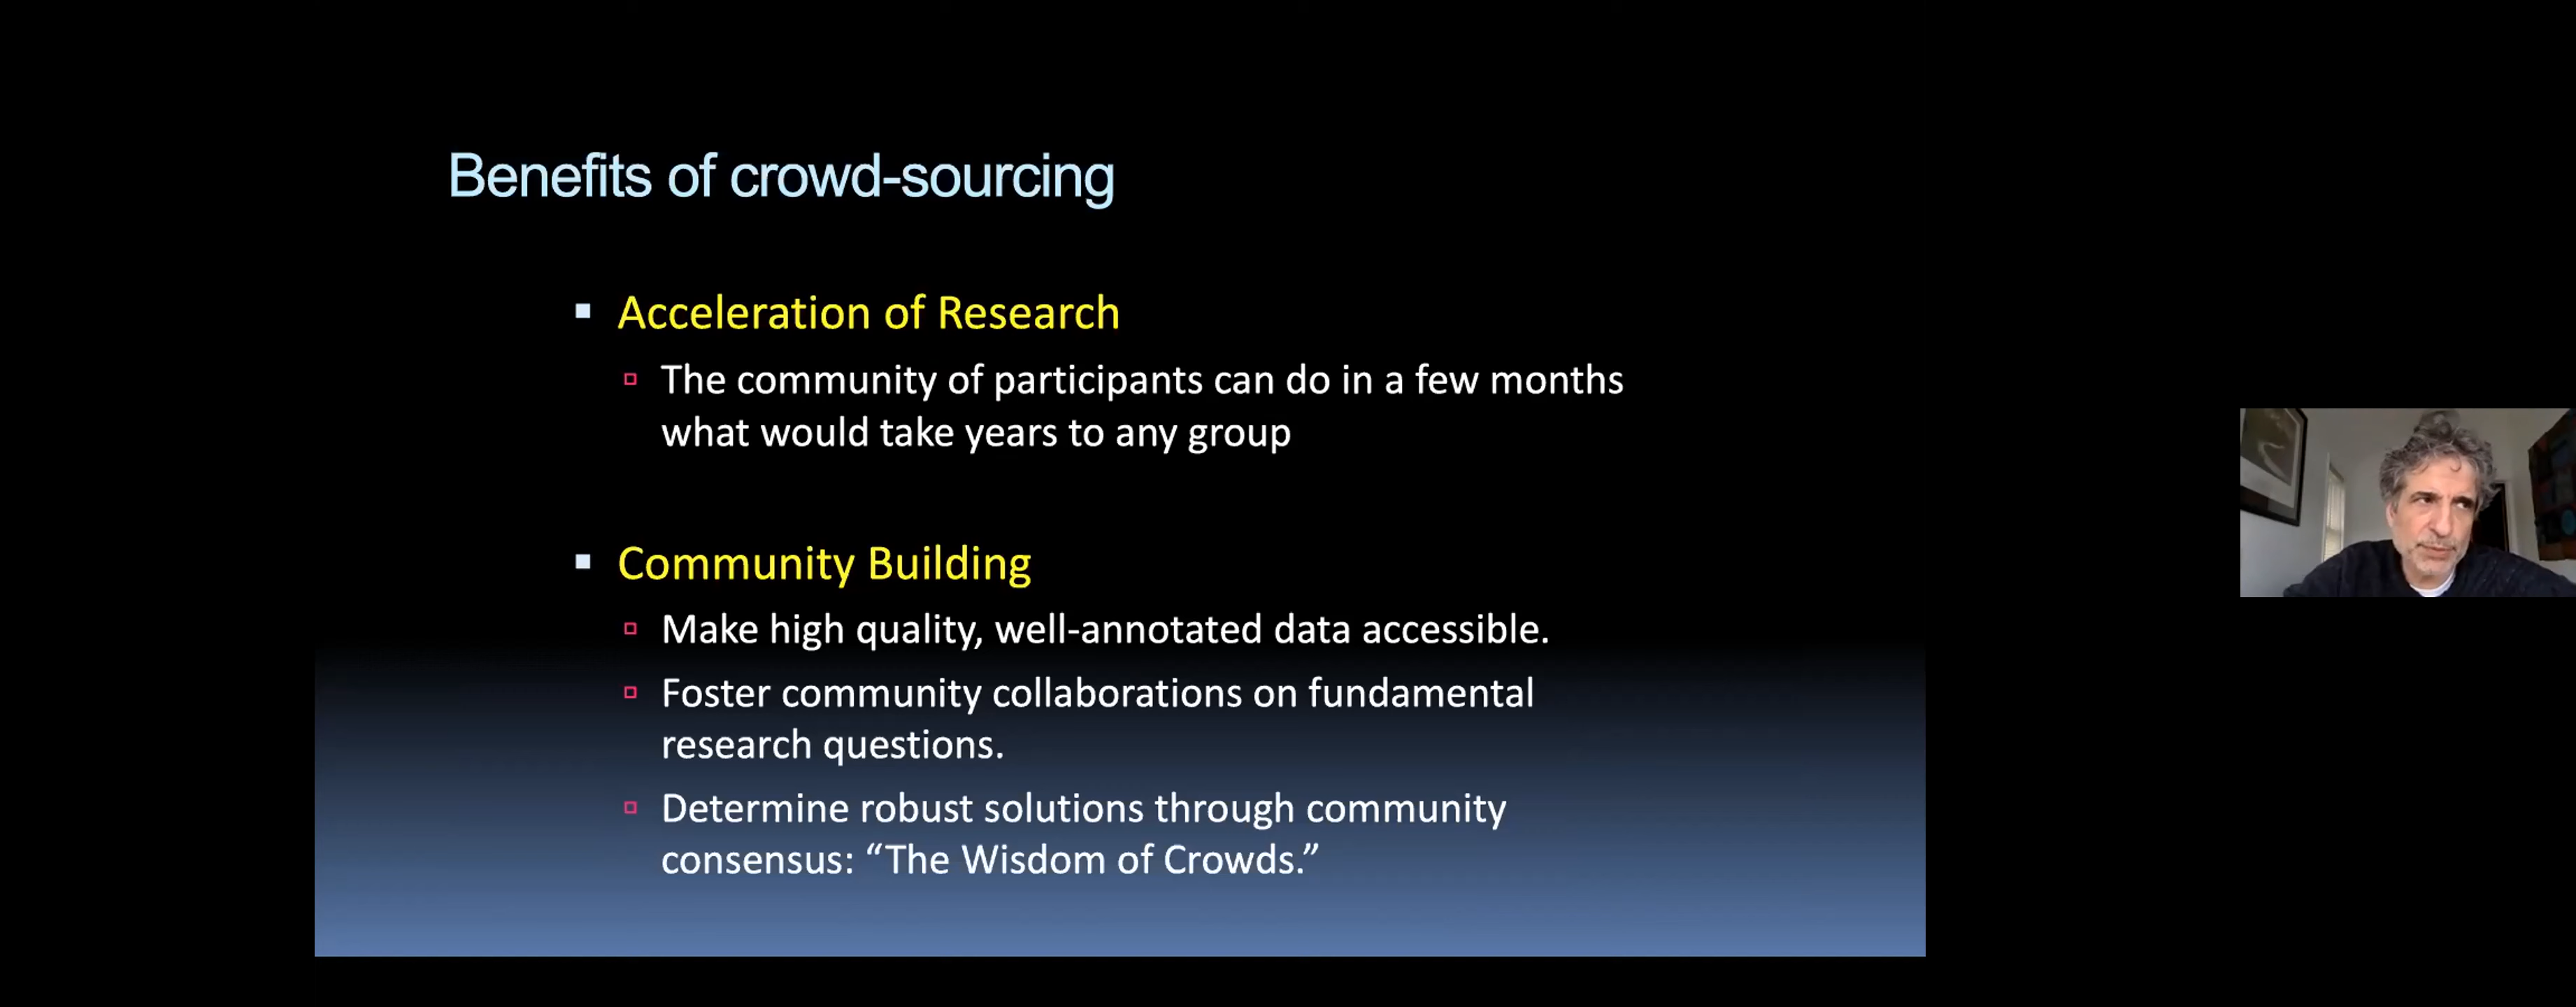 Benefits of crowd-sourcing
Acceleration of Research
The community of participants can do in a few months
what would take years to any group
Community Building
Make high quality, well-annotated data accessible.
Foster community collaborations on fundamental
research questions.
Determine robust solutions through community
consensus: “The Wisdom of Crowds.”